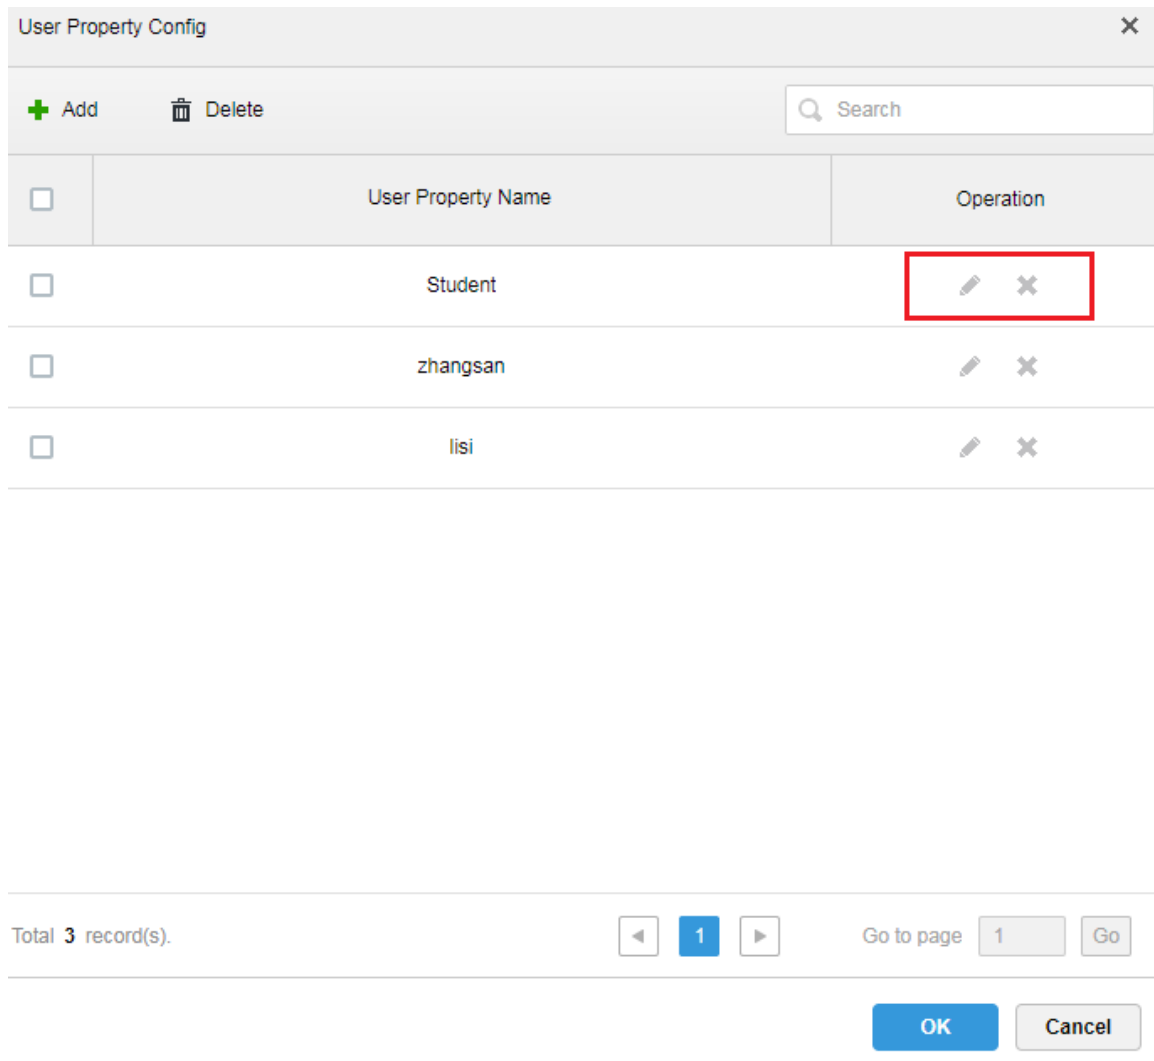 User Property Config
Add Delete Search
User Property Name Operation
Student
zhangsan
lisi
Total 3 record(s). 1 Go to page 1 Go
OK Cancel